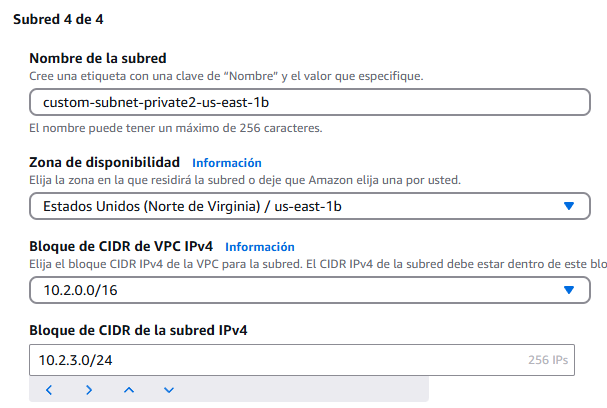 Subred 4 de 4
Nombre de la subred
Cree una etiqueta con una clave de “Nombre” y el valor que especifique.
custom-subnet-private2-us-east-1b
El nombre puede tener un máximo de 256 caracteres.
Zona de disponibilidad Información
Elija la zona en la que residirá la subred o deje que Amazon elija una por usted.
Estados Unidos (Norte de Virginia) / us-east-1b
Bloque de CIDR de VPC IPv4 Información
Elija el bloque CIDR IPv4 de la VPC para la subred. El CIDR IPv4 de la subred debe estar dentro de este blo
10.2.0.0/16
Bloque de CIDR de la subred IPv4
10.2.3.0/24 256 IPs